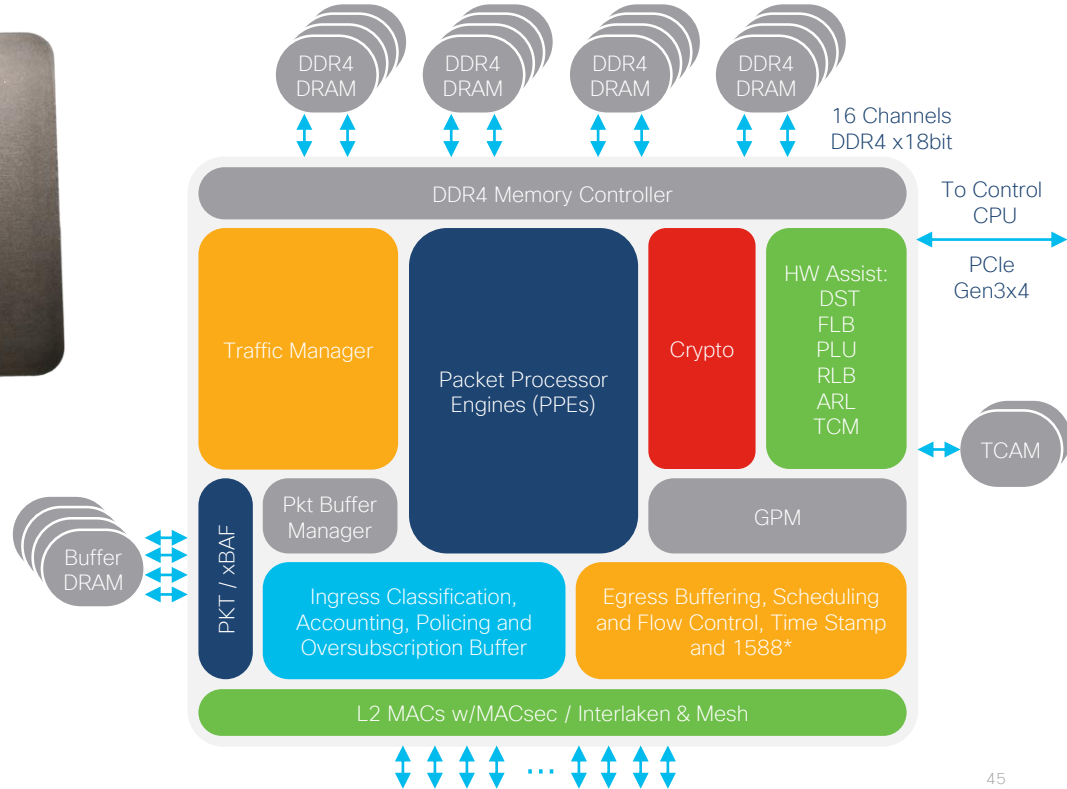 DDR4
DRAM
DDR4
DRAM
DDR4
DRAM
DDR4
DRAM
16 Channels
DDR4 x18bit
DDR4 Memory Controller
To Control
CPU
PCIe
Gen3x4
Traffic Manager
Packet Processor
Engines (PPEs)
Crypto
HW Assist:
DST
FLB
PLU
RLB
ARL
TCM
TCAM
Buffer
DRAM
PKT / xBAF
Pkt Buffer
Manager
GPM
Ingress Classification,
Accounting, Policing and
Oversubscription Buffer
Egress Buffering, Scheduling
and Flow Control, Time Stamp
and 1588*
L2 MACs w/MACsec / Interlaken & Mesh
...
45